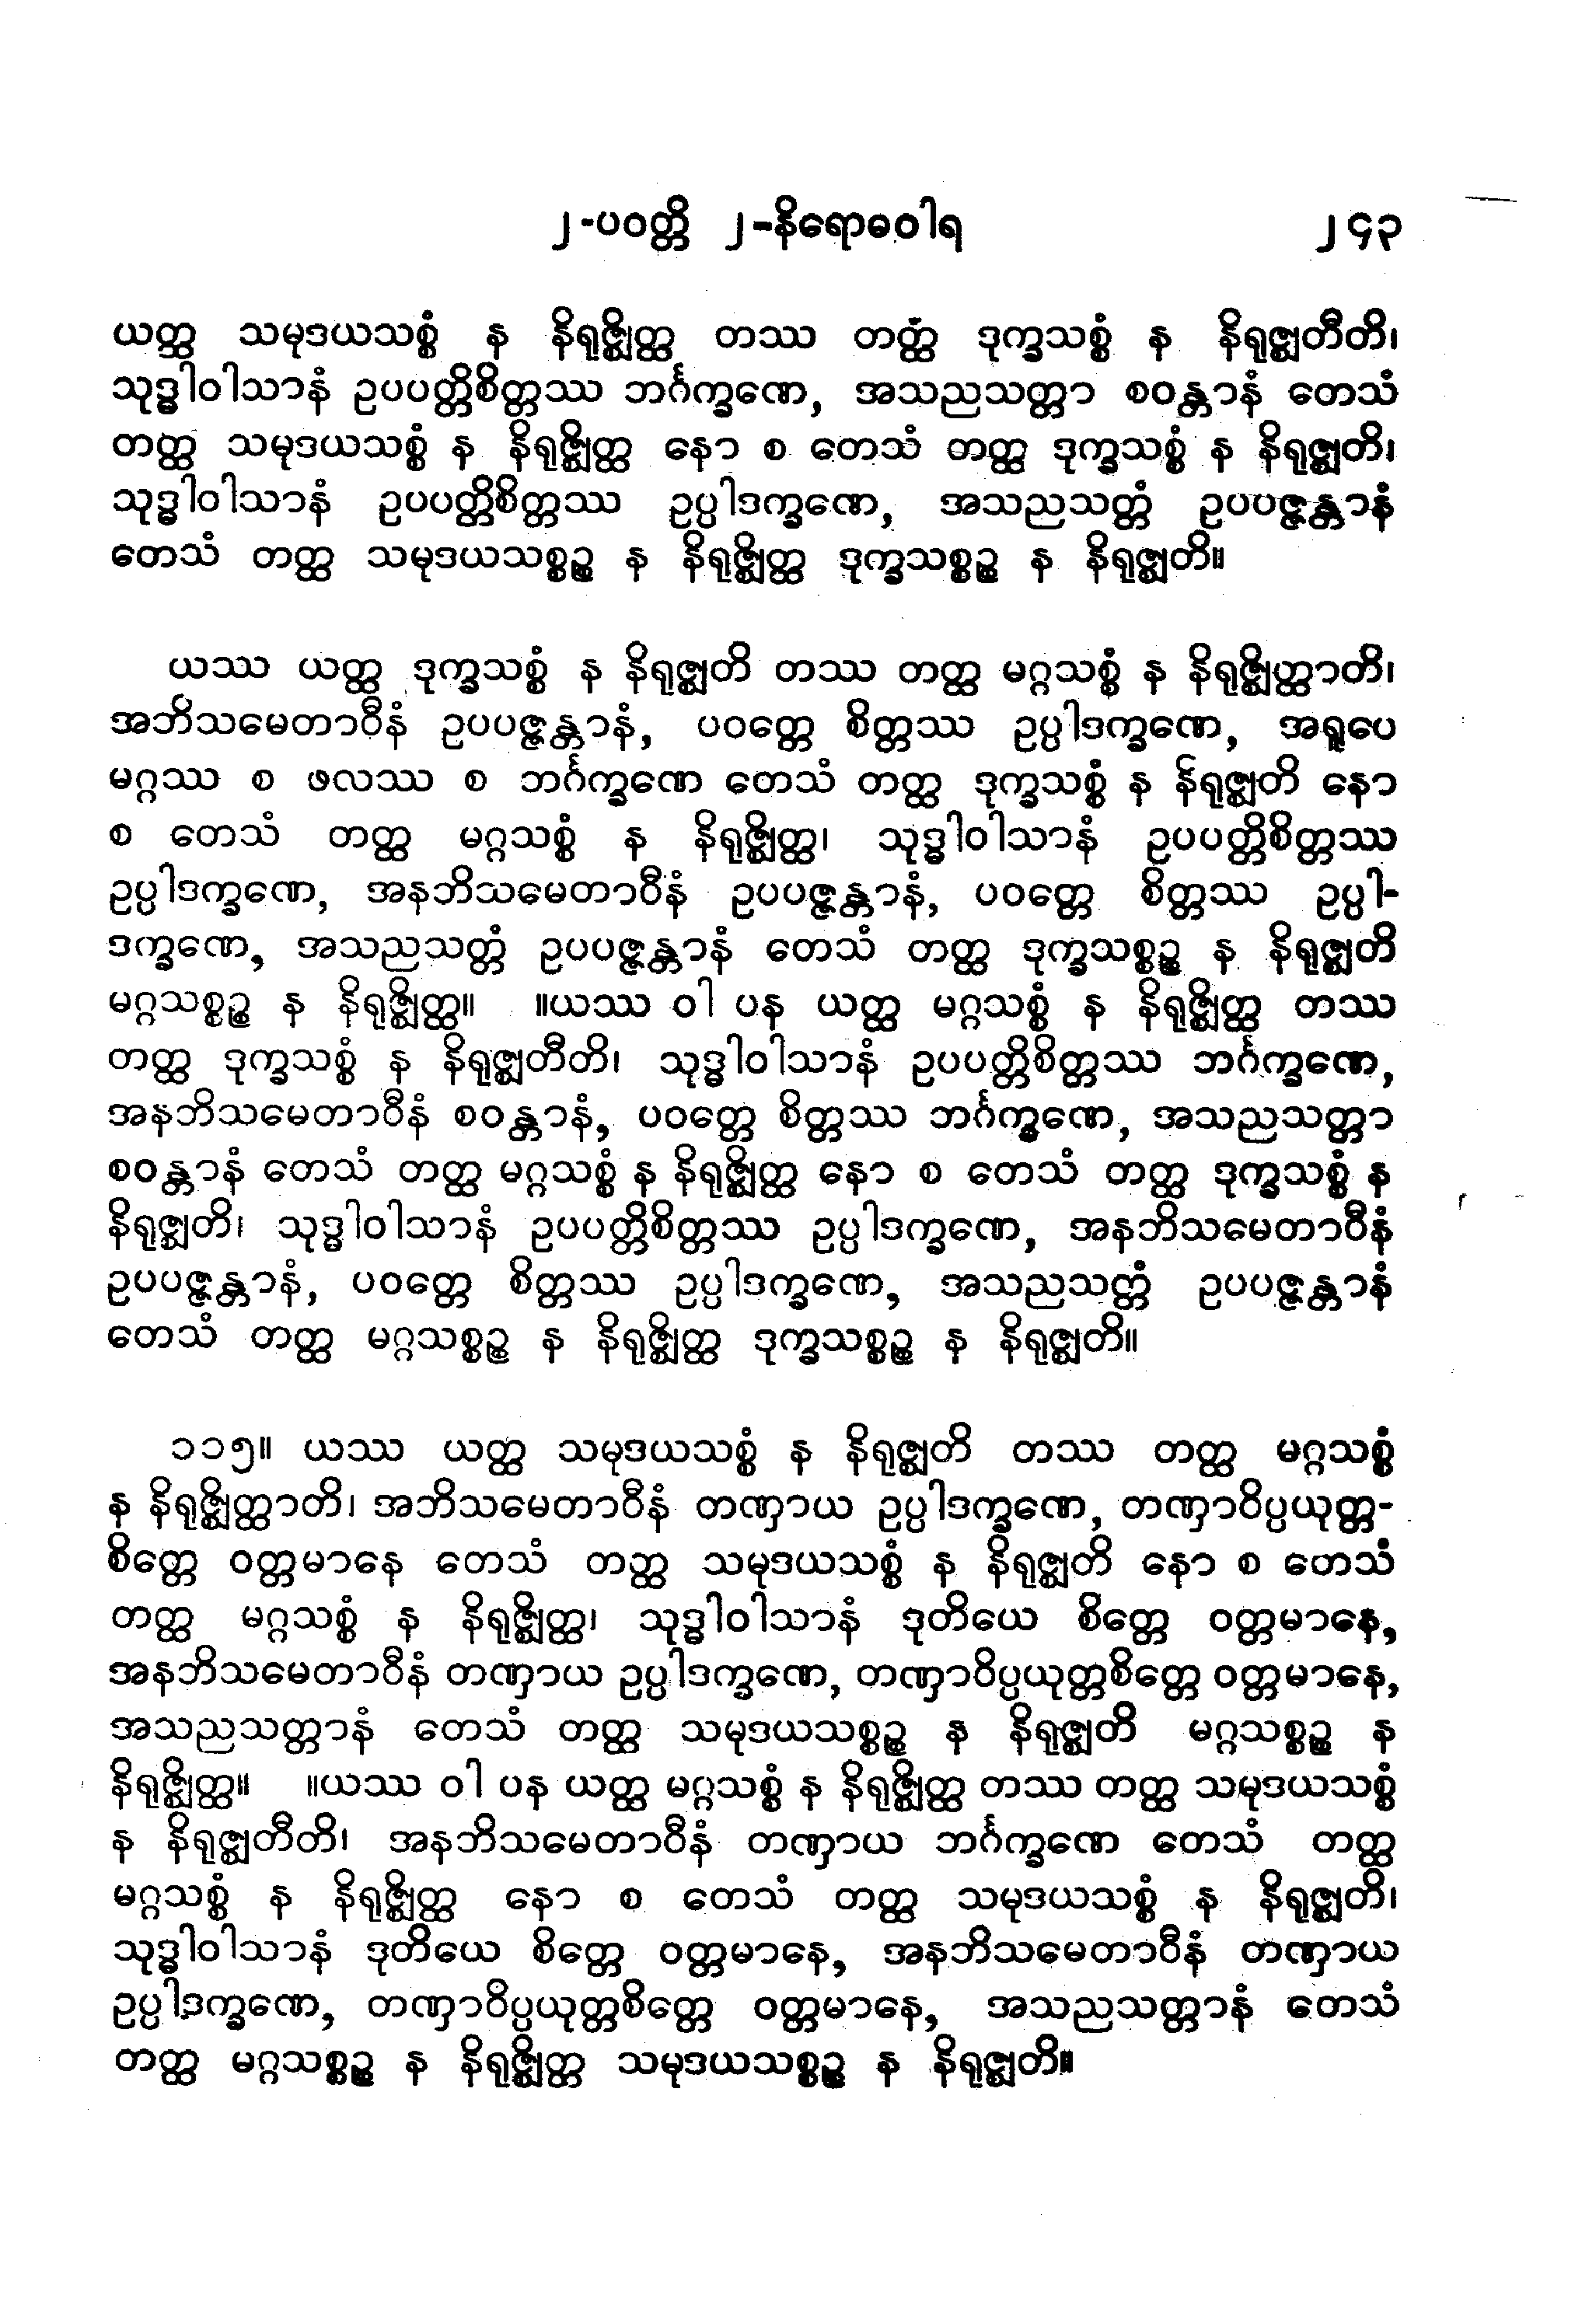 ၂-ပဝတ္တိ ၂-နိရောဓဝါရ ၂၄၃
ယတ္ထ သမုဒယသစ္စံ န နိရုဇ္ဈိတ္ထ တဿ တတ္ထ ဒုက္ခသစ္စံ န နိရုဇ္ဈတီတိ၊
သုဒ္ဓါဝါသာနံ ဥပပတ္တိစိတ္တဿ ဘင်္ဂက္ခဏေ, အသညသတ္တာ စဝန္တာနံ တေသံ
တတ္ထ သမုဒယသစ္စံ န နိရုဇ္ဈိတ္ထ နော စ တေသံ တတ္ထ ဒုက္ခသစ္စံ န နိရုဇ္ဈတိ၊
သုဒ္ဓါဝါသာနံ ဥပပတ္တိစိတ္တဿ ဥပ္ပါဒက္ခဏေ, အသညသတ္တံ ဥပပဇ္ဇန္တာနံ
တေသံ တတ္ထ သမုဒယသစ္စဉ္စ န နိရုဇ္ဈိတ္ထ ဒုက္ခသစ္စဉ္စ န နိရုဇ္ဈတိ။
ယဿ ယတ္ထ ဒုက္ခသစ္စံ န နိရုဇ္ဈတိ တဿ တတ္ထ မဂ္ဂသစ္စံ န နိရုဇ္ဈိတ္ထာတိ၊
အဘိသမေတာဝီနံ ဥပပဇ္ဇန္တာနံ, ပဝတ္တေ စိတ္တဿ ဥပ္ပါဒက္ခဏေ, အရူပေ
မဂ္ဂဿ စ ဖလဿ စ ဘင်္ဂက္ခဏေ တေသံ တတ္ထ ဒုက္ခသစ္စံ န နိရုဇ္ဈတိ နော
စ တေသံ တတ္ထ မဂ္ဂသစ္စံ န နိရုဇ္ဈိတ္ထ၊ သုဒ္ဓါဝါသာနံ ဥပပတ္တိစိတ္တဿ
ဥပ္ပါဒက္ခဏေ, အနဘိသမေတာဝီနံ ဥပပဇ္ဇန္တာနံ, ပဝတ္တေ စိတ္တဿ ဥပ္ပါ-
ဒက္ခဏေ, အသညသတ္တံ ဥပပဇ္ဇန္တာနံ တေသံ တတ္ထ ဒုက္ခသစ္စဉ္စ န နိရုဇ္ဈတိ
မဂ္ဂသစ္စဉ္စ န နိရုဇ္ဈိတ္ထ။ ။ယဿ ဝါ ပန ယတ္ထ မဂ္ဂသစ္စံ န နိရုဇ္ဈိတ္ထ တဿ
တတ္ထ ဒုက္ခသစ္စံ န နိရုဇ္ဈတီတိ၊ သုဒ္ဓါဝါသာနံ ဥပပတ္တိစိတ္တဿ ဘင်္ဂက္ခဏေ,
အနဘိသမေတာဝီနံ စဝန္တာနံ, ပဝတ္တေ စိတ္တဿ ဘင်္ဂက္ခဏေ, အသညသတ္တာ
စဝန္တာနံ တေသံ တတ္ထ မဂ္ဂသစ္စံ န နိရုဇ္ဈိတ္ထ နော စ တေသံ တတ္ထ ဒုက္ခသစ္စံ န
နိရုဇ္ဈတိ၊ သုဒ္ဓါဝါသာနံ ဥပပတ္တိစိတ္တဿ ဥပ္ပါဒက္ခဏေ, အနဘိသမေတာဝီနံ
ဥပပဇ္ဇန္တာနံ, ပဝတ္တေ စိတ္တဿ ဥပ္ပါဒက္ခဏေ, အသညသတ္တံ ဥပပဇ္ဇန္တာနံ
တေသံ တတ္ထ မဂ္ဂသစ္စဉ္စ န နိရုဇ္ဈိတ္ထ ဒုက္ခသစ္စဉ္စ န နိရုဇ္ဈတိ။
၁၁၅။ ယဿ ယတ္ထ သမုဒယသစ္စံ န နိရုဇ္ဈတိ တဿ တတ္ထ မဂ္ဂသစ္စံ
န နိရုဇ္ဈိတ္ထာတိ၊ အဘိသမေတာဝီနံ တဏှာယ ဥပ္ပါဒက္ခဏေ, တဏှာဝိပ္ပယုတ္တ-
စိတ္တေ ဝတ္တမာနေ တေသံ တတ္ထ သမုဒယသစ္စံ န နိရုဇ္ဈတိ နော စ တေသံ
တတ္ထ မဂ္ဂသစ္စံ န နိရုဇ္ဈိတ္ထ၊ သုဒ္ဓါဝါသာနံ ဒုတိယေ စိတ္တေ ဝတ္တမာနေ,
အနဘိသမေတာဝီနံ တဏှာယ ဥပ္ပါဒက္ခဏေ, တဏှာဝိပ္ပယုတ္တစိတ္တေ ဝတ္တမာနေ,
အသညသတ္တာနံ တေသံ တတ္ထ သမုဒယသစ္စဉ္စ န နိရုဇ္ဈတိ မဂ္ဂသစ္စဉ္စ န
နိရုဇ္ဈိတ္ထ။ ။ယဿ ဝါ ပန ယတ္ထ မဂ္ဂသစ္စံ န နိရုဇ္ဈိတ္ထ တဿ တတ္ထ သမုဒယသစ္စံ
န နိရုဇ္ဈတီတိ၊ အနဘိသမေတာဝီနံ တဏှာယ ဘင်္ဂက္ခဏေ တေသံ တတ္ထ
မဂ္ဂသစ္စံ န နိရုဇ္ဈိတ္ထ နော စ တေသံ တတ္ထ သမုဒယသစ္စံ န နိရုဇ္ဈတိ၊
သုဒ္ဓါဝါသာနံ ဒုတိယေ စိတ္တေ ဝတ္တမာနေ, အနဘိသမေတာဝီနံ တဏှာယ
ဥပ္ပါဒက္ခဏေ, တဏှာဝိပ္ပယုတ္တစိတ္တေ ဝတ္တမာနေ, အသညသတ္တာနံ တေသံ
တတ္ထ မဂ္ဂသစ္စဉ္စ န နိရုဇ္ဈိတ္ထ သမုဒယသစ္စဉ္စ န နိရုဇ္ဈတိ။